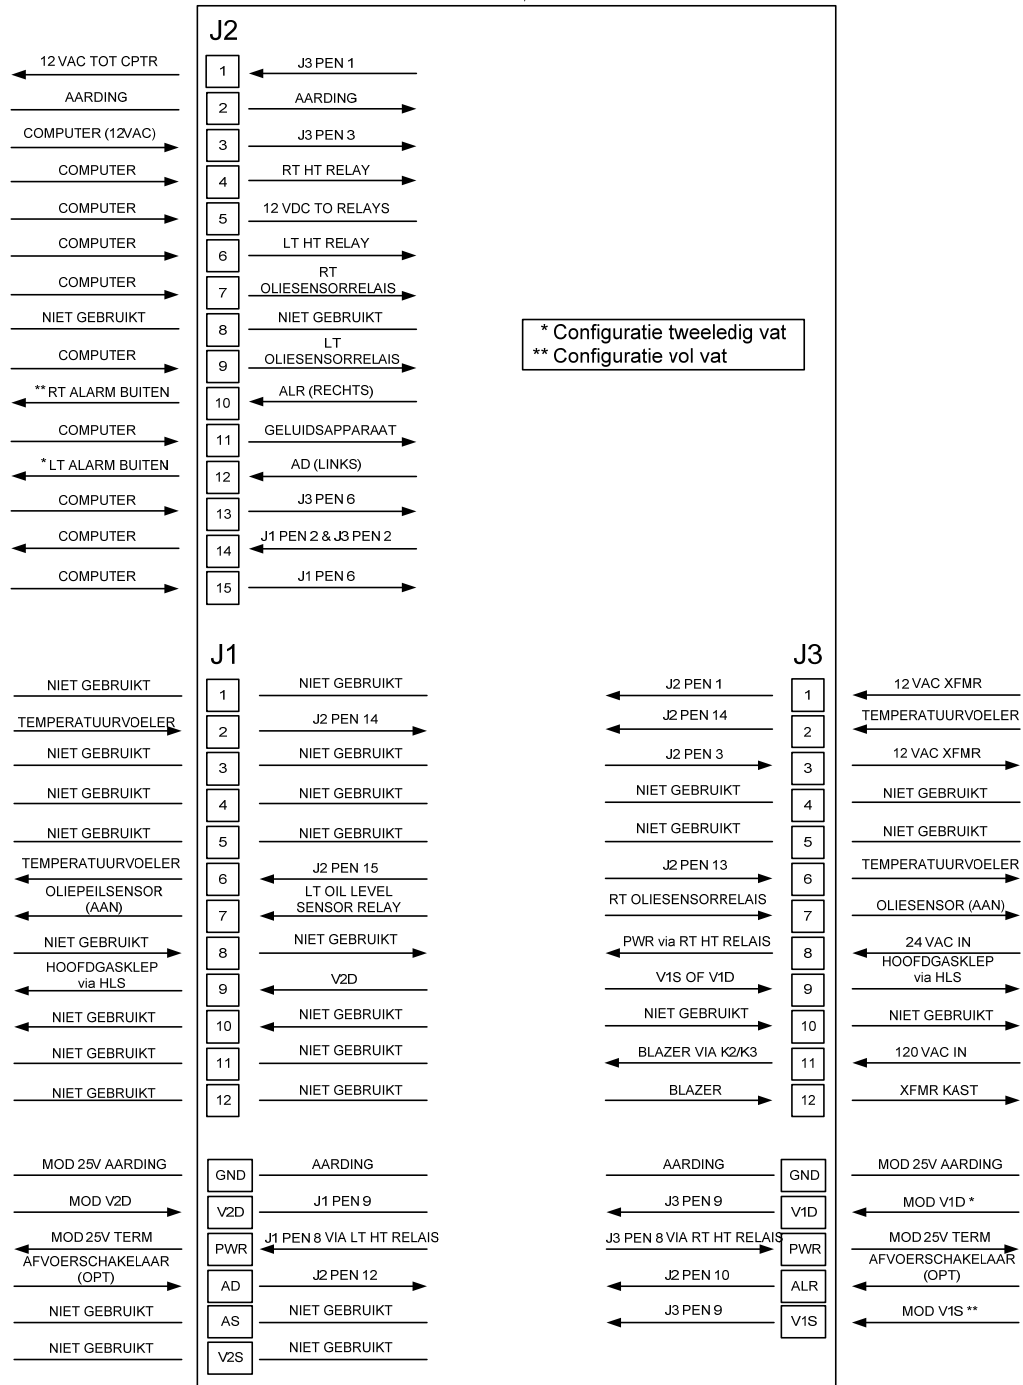 J2
12 VAC TOT CPTR 1 J3 PEN 1
AARDING 2 AARDING
COMPUTER (12VAC) 3 J3 PEN 3
COMPUTER 4 RT HT RELAY
COMPUTER 5 12 VDC TO RELAYS
COMPUTER 6 LT HT RELAY
COMPUTER 7 RT
OLIESENSORRELAIS
NIET GEBRUIKT 8 NIET GEBRUIKT
COMPUTER 9 LT
OLIESENSORRELAIS
** RT ALARM BUITEN 10 ALR (RECHTS)
COMPUTER 11 GELUIDSAPPARAAT
* LT ALARM BUITEN 12 AD (LINKS)
COMPUTER 13 J3 PEN 6
COMPUTER 14 J1 PEN 2 & J3 PEN 2
COMPUTER 15 J1 PEN 6
* Configuratie tweeledig vat
** Configuratie vol vat
J1
NIET GEBRUIKT 1 NIET GEBRUIKT
TEMPERATUURVOELER 2 J2 PEN 14
NIET GEBRUIKT 3 NIET GEBRUIKT
NIET GEBRUIKT 4 NIET GEBRUIKT
NIET GEBRUIKT 5 NIET GEBRUIKT
TEMPERATUURVOELER 6 J2 PEN 15
OLIEPEILSENSOR
(AAN) 7 LT OIL LEVEL
SENSOR RELAY
NIET GEBRUIKT 8 NIET GEBRUIKT
HOOFDGASKLEP
via HLS 9 V2D
NIET GEBRUIKT 10 NIET GEBRUIKT
NIET GEBRUIKT 11 NIET GEBRUIKT
NIET GEBRUIKT 12 NIET GEBRUIKT
MOD 25V AARDING GND AARDING
MOD V2D V2D J1 PEN 9
MOD 25V TERM PWR J1 PEN 8 VIA LT HT RELAIS
AFVOERSCHAKELAAR
(OPT) AD J2 PEN 12
NIET GEBRUIKT AS NIET GEBRUIKT
NIET GEBRUIKT V2S NIET GEBRUIKT
J3
J2 PEN 1 1 12 VAC XFMR
J2 PEN 14 2 TEMPERATUURVOELER
J2 PEN 3 3 12 VAC XFMR
NIET GEBRUIKT 4 NIET GEBRUIKT
NIET GEBRUIKT 5 NIET GEBRUIKT
J2 PEN 13 6 TEMPERATUURVOELER
RT OLIESENSORRELAIS 7 OLIESENSOR (AAN)
PWR via RT HT RELAIS 8 24 VAC IN
V1S OF V1D 9 HOOFDGASKLEP
via HLS
NIET GEBRUIKT 10 NIET GEBRUIKT
BLAZER VIA K2/K3 11 120 VAC IN
BLAZER 12 XFMR KAST
AARDING GND MOD 25V AARDING
J3 PEN 9 V1D MOD V1D *
J3 PEN 8 VIA RT HT RELAIS PWR MOD 25V TERM
J2 PEN 10 ALR AFVOERSCHAKELAAR
(OPT)
J3 PEN 9 V1S MOD V1S **